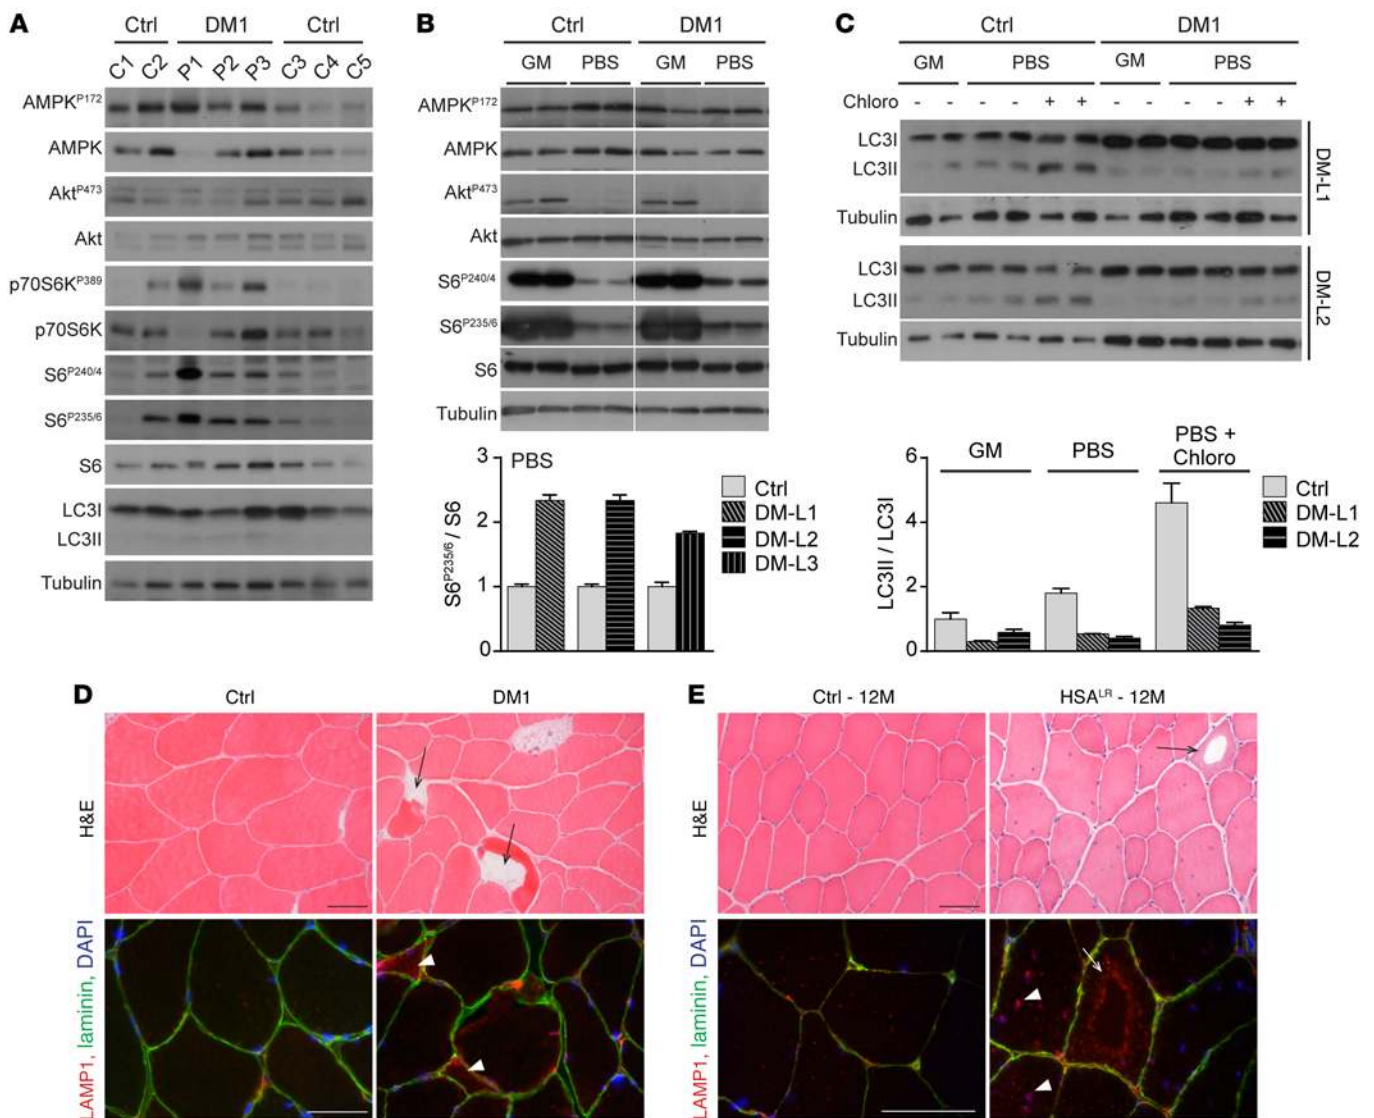 A
Ctrl DM1 Ctrl
C1 C2 P1 P2 P3 C3 C4 C5
AMPKP172
AMPK
AktP473
Akt
p70S6KP389
p70S6K
S6P240/4
S6P235/6
S6
LC3I
LC3II
Tubulin
B
Ctrl DM1
GM PBS GM PBS
AMPKP172
AMPK
AktP473
Akt
S6P240/4
S6P235/6
S6
Tubulin
3
2
1
0
S6P235/6 / S6
PBS
Ctrl
DM-L1
DM-L2
DM-L3
C
Ctrl DM1
GM PBS GM PBS
Chloro - - - - + + - - - - + +
LC3I
LC3II
Tubulin
DM-L1
LC3I
LC3II
Tubulin
DM-L2
6
4
2
0
LC3II / LC3I
GM PBS PBS +
Chloro
Ctrl
DM-L1
DM-L2
D
Ctrl DM1
H&E
LAMP1, laminin, DAPI
E
Ctrl - 12M HSALR - 12M
H&E
LAMP1, laminin, DAPI